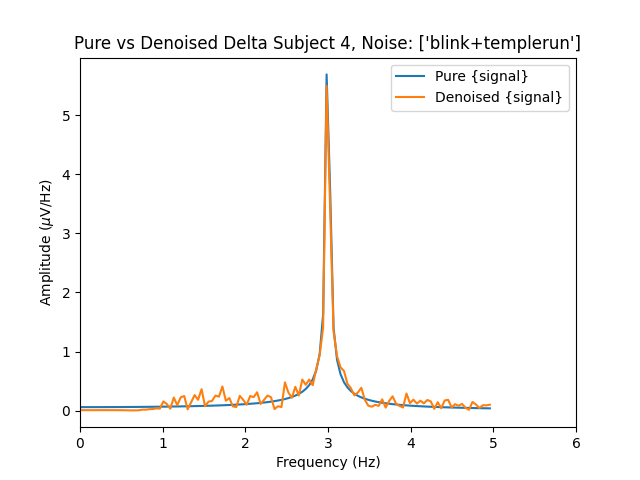 Pure vs Denoised Delta Subject 4, Noise: ['blink+templerun']
Pure {signal}
Denoised {signal}
Amplitude (μV/Hz)
5
4
3
2
1
0
0 1 2 3 4 5 6
Frequency (Hz)